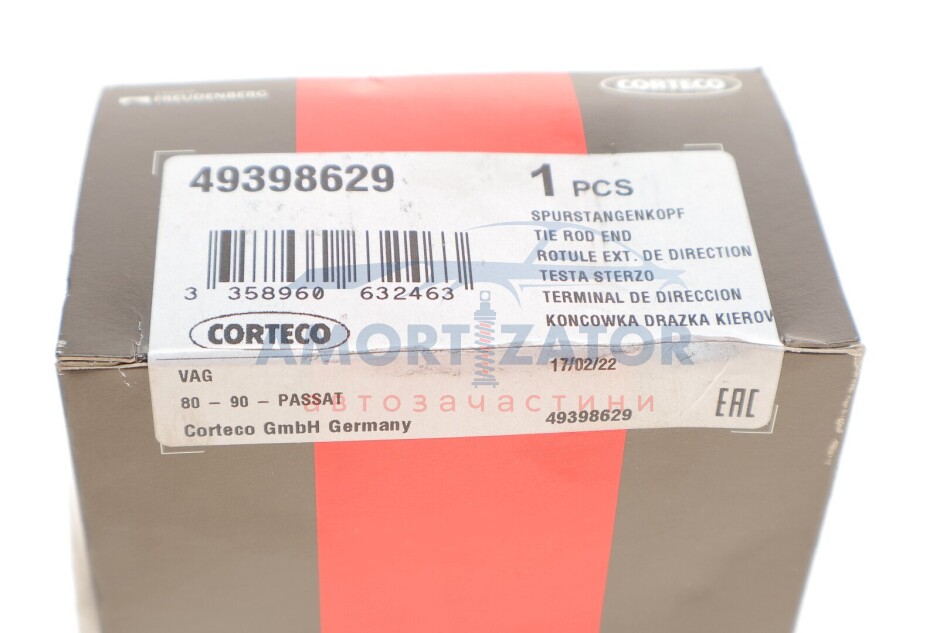 FREUDENBERG
CORTECO
49398629
1 PCS
SPURSTANGENKOPF
TIE ROD END
ROTULE EXT. DE DIRECTION
TESTA STERZO
TERMINAL DE DIRECCION
KONCOWKA DRAZKA KIEROW
3 358960 632463
CORTECO
AMORTIZATOR
автозачастини
VAG
17/02/22
80 - 90 - PASSAT
49398629
Corteco GmbH Germany
EAC